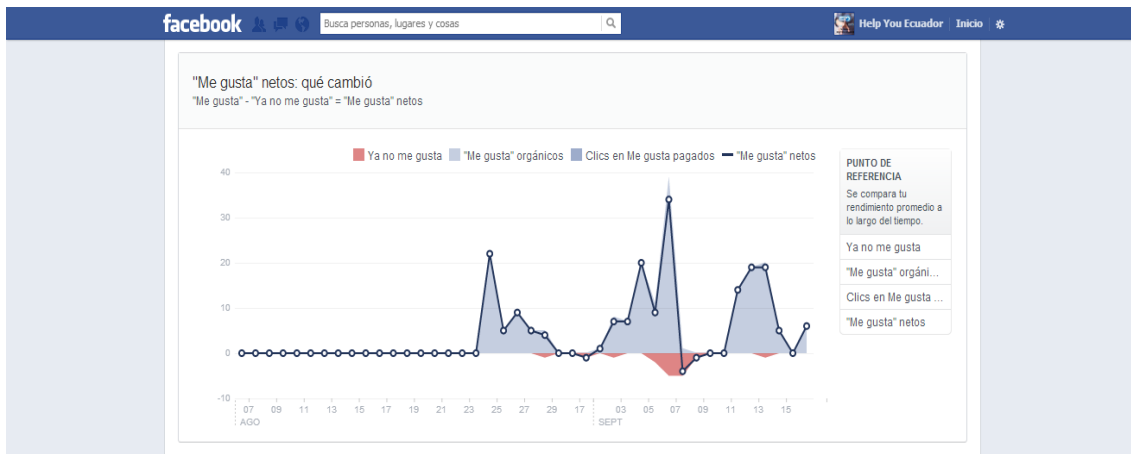 facebook
Busca personas, lugares y cosas
Help You Ecuador
Inicio
"Me gusta" netos: qué cambió
"Me gusta" - "Ya no me gusta" = "Me gusta" netos
Ya no me gusta
"Me gusta" orgánicos
Clics en Me gusta pagados
"Me gusta" netos
40
30
20
10
0
-10
07 09 11 13 15 17 19 21 23 25 27 29 17 03 05 07 09 11 13 15
AGO SEPT
PUNTO DE
REFERENCIA
Se compara tu
rendimiento promedio a
lo largo del tiempo.
Ya no me gusta
"Me gusta" orgáni...
Clics en Me gusta ...
"Me gusta" netos